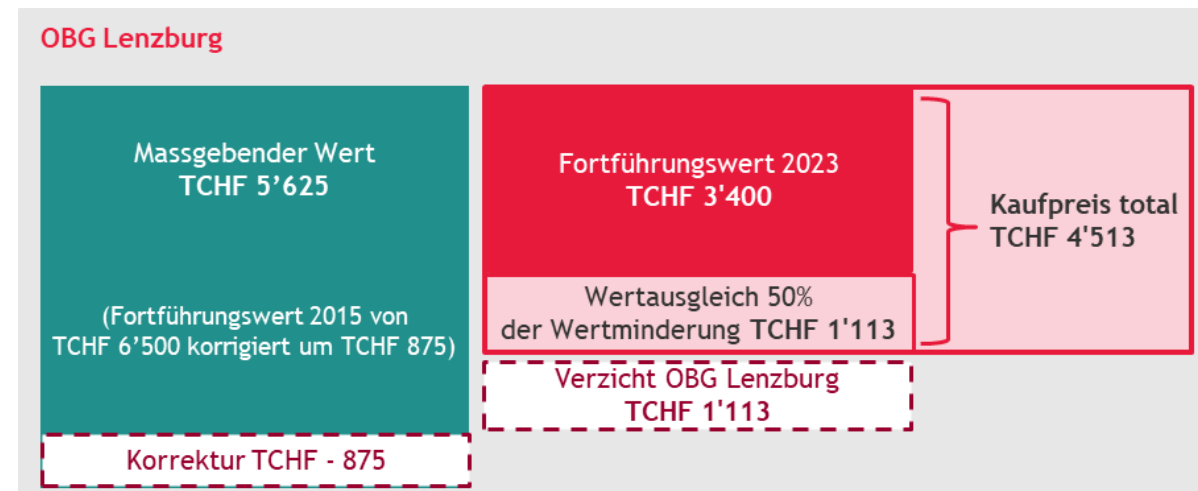 OBG Lenzburg
Massgebender Wert
TCHF 5’625
(Fortführungswert 2015 von
TCHF 6’500 korrigiert um TCHF 875)
Korrektur TCHF - 875
Fortführungswert 2023
TCHF 3'400
Wertausgleich 50%
der Wertminderung TCHF 1'113
Verzicht OBG Lenzburg
TCHF 1'113
Kaufpreis total
TCHF 4'513